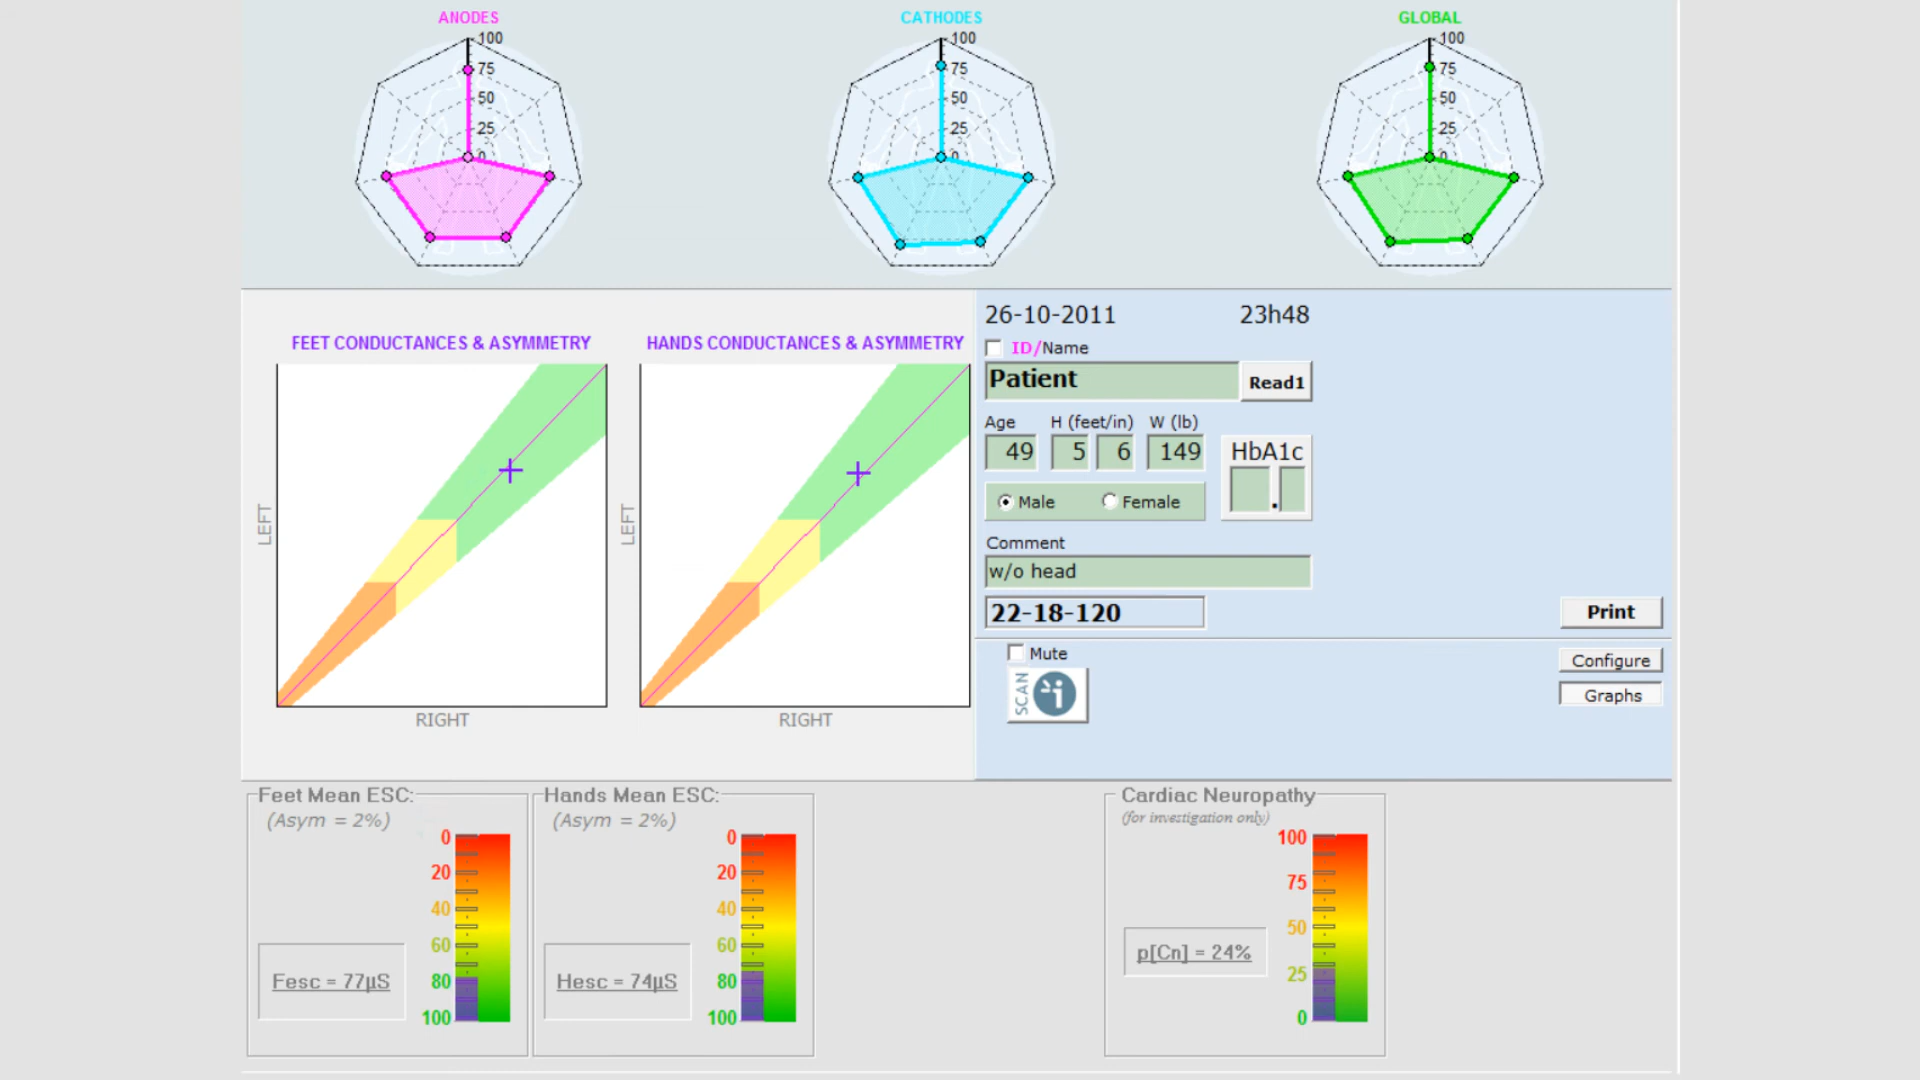 ANODES
100
75
50
25
0
CATHODES
100
75
50
25
0
GLOBAL
100
75
50
25
0
FEET CONDUCTANCES & ASYMMETRY
LEFT
RIGHT
HANDS CONDUCTANCES & ASYMMETRY
LEFT
RIGHT
26-10-2011 23h48
ID/Name
Patient Read1
Age H (feet/in) W (lb)
49 5 6 149
HbA1c
.
Male Female
Comment
w/o head
22-18-120
Print
Mute
SCAN i
Configure
Graphs
Feet Mean ESC:
(Asym = 2%)
0
20
40
60
80
100
Fesc = 77µS
Hands Mean ESC:
(Asym = 2%)
0
20
40
60
80
100
Hesc = 74µS
Cardiac Neuropathy
(for investigation only)
100
75
50
25
0
p[Cn] = 24%